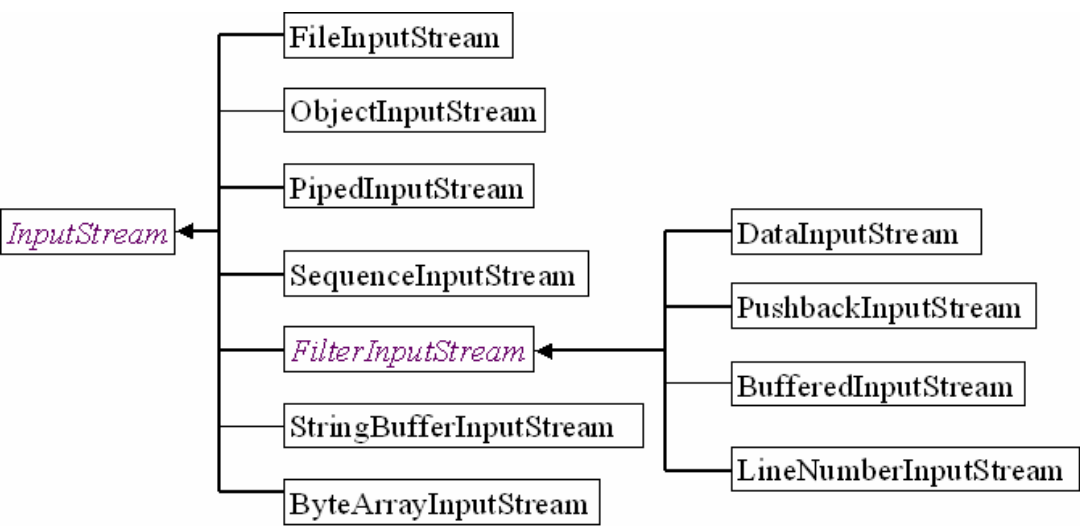 InputStream
FileInputStream
ObjectInputStream
PipedInputStream
SequenceInputStream
FilterInputStream
StringBufferInputStream
ByteArrayInputStream
DataInputStream
PushbackInputStream
BufferedInputStream
LineNumberInputStream